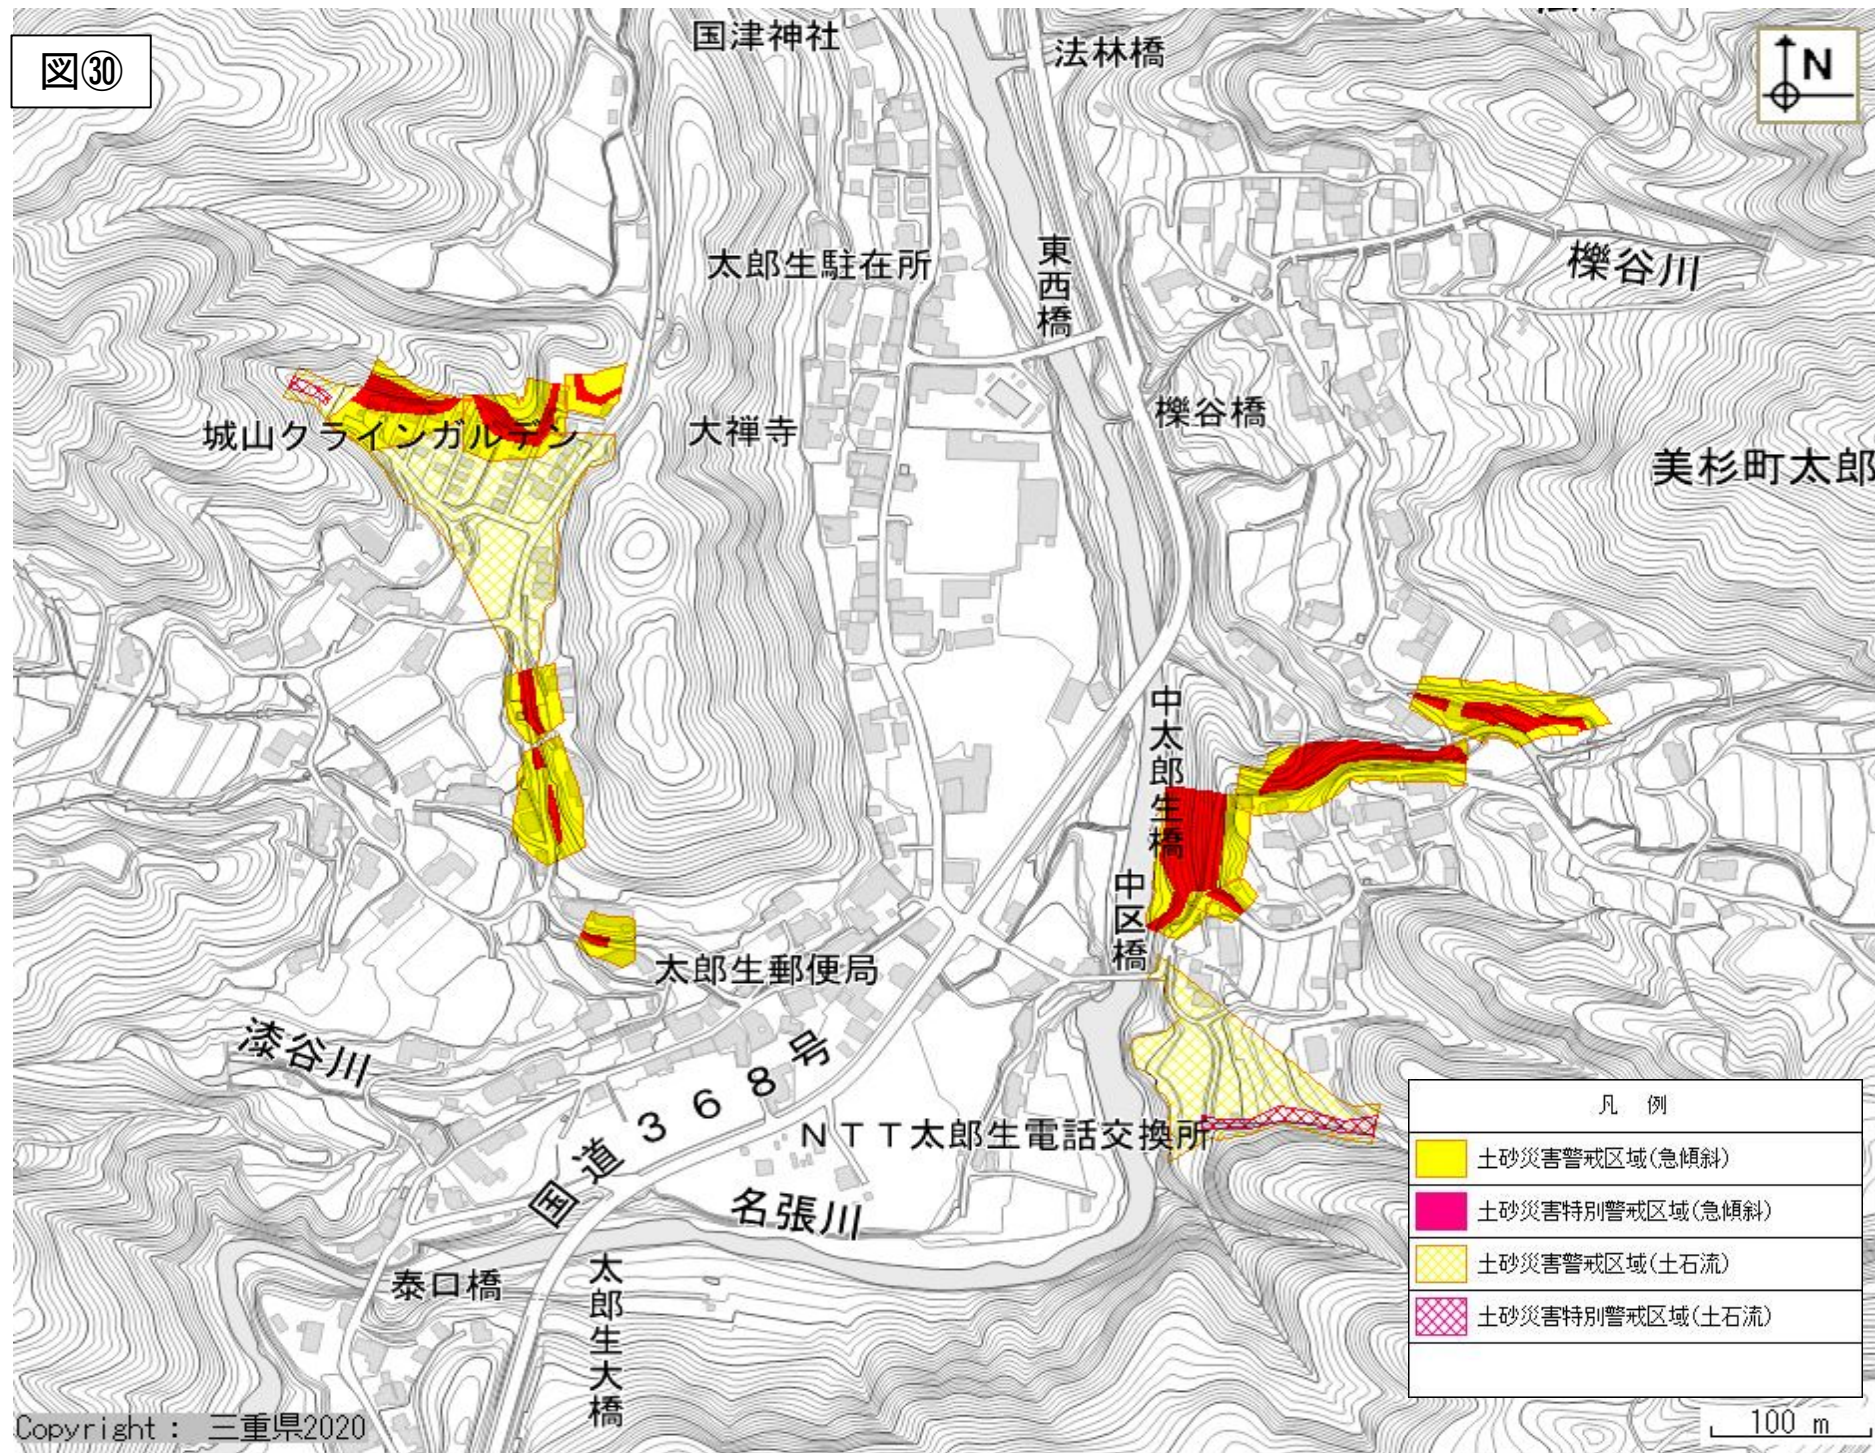 図㉚
国津神社
法林橋
N
太郎生駐在所
東西橋
櫟谷川
城山クラインガルデン
大禅寺
櫟谷橋
美杉町太郎
中太郎生橋
中区橋
太郎生郵便局
漆谷川
国道368号
NTT太郎生電話交換所
名張川
泰口橋
太郎生大橋
凡 例
土砂災害警戒区域(急傾斜)
土砂災害特別警戒区域(急傾斜)
土砂災害警戒区域(土石流)
土砂災害特別警戒区域(土石流)
Copyright : 三重県2020
100 m